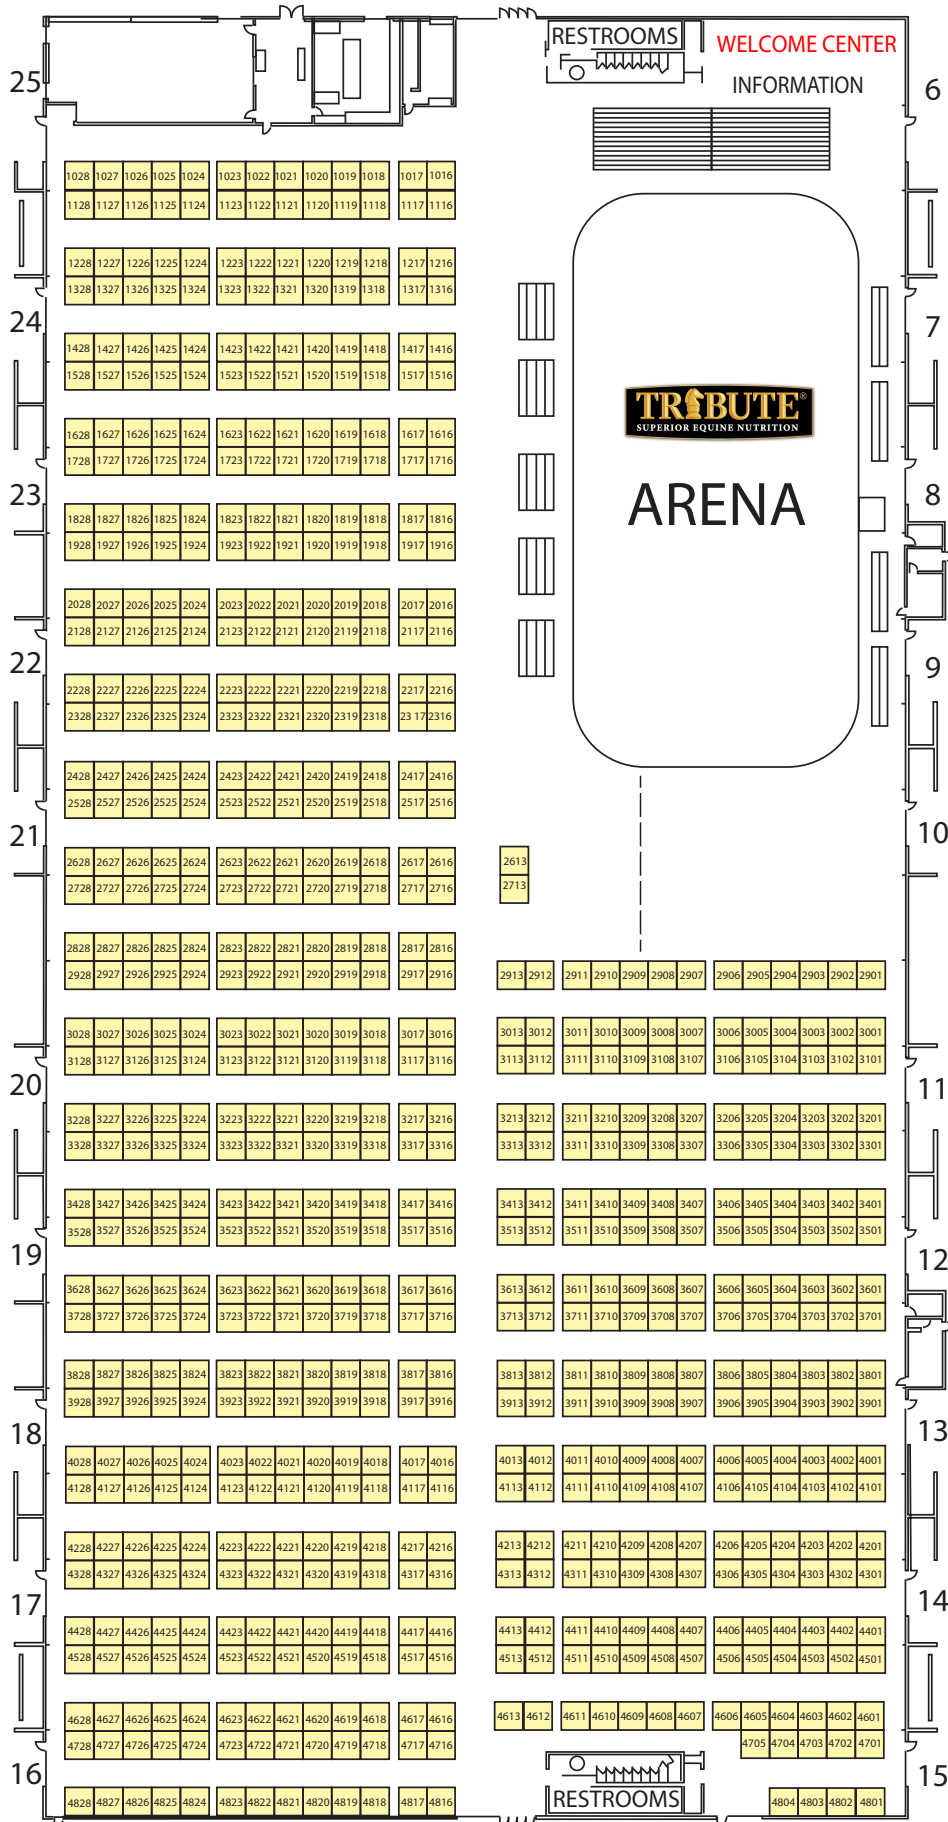 RESTROOMS
WELCOME CENTER
25
INFORMATION
6
1028 1027 1026 1025 1024 1023 1022 1021 1020 1019 1018 1017 1016
1128 1127 1126 1125 1124 1123 1122 1121 1120 1119 1118 1117 1116
1228 1227 1226 1225 1224 1223 1222 1221 1220 1219 1218 1217 1216
1328 1327 1326 1325 1324 1323 1322 1321 1320 1319 1318 1317 1316
24
7
1428 1427 1426 1425 1424 1423 1422 1421 1420 1419 1418 1417 1416
1528 1527 1526 1525 1524 1523 1522 1521 1520 1519 1518 1517 1516
TRIBUTE®
SUPERIOR EQUINE NUTRITION
1628 1627 1626 1625 1624 1623 1622 1621 1620 1619 1618 1617 1616
1728 1727 1726 1725 1724 1723 1722 1721 1720 1719 1718 1717 1716
23
ARENA
8
1828 1827 1826 1825 1824 1823 1822 1821 1820 1819 1818 1817 1816
1928 1927 1926 1925 1924 1923 1922 1921 1920 1919 1918 1917 1916
2028 2027 2026 2025 2024 2023 2022 2021 2020 2019 2018 2017 2016
2128 2127 2126 2125 2124 2123 2122 2121 2120 2119 2118 2117 2116
22
9
2228 2227 2226 2225 2224 2223 2222 2221 2220 2219 2218 2217 2216
2328 2327 2326 2325 2324 2323 2322 2321 2320 2319 2318 23 17 2316
2428 2427 2426 2425 2424 2423 2422 2421 2420 2419 2418 2417 2416
2528 2527 2526 2525 2524 2523 2522 2521 2520 2519 2518 2517 2516
21
10
2628 2627 2626 2625 2624 2623 2622 2621 2620 2619 2618 2617 2616 2613
2728 2727 2726 2725 2724 2723 2722 2721 2720 2719 2718 2717 2716 2713
2828 2827 2826 2825 2824 2823 2822 2821 2820 2819 2818 2817 2816
2928 2927 2926 2925 2924 2923 2922 2921 2920 2919 2918 2917 2916 2913 2912 2911 2910 2909 2908 2907 2906 2905 2904 2903 2902 2901
3028 3027 3026 3025 3024 3023 3022 3021 3020 3019 3018 3017 3016 3013 3012 3011 3010 3009 3008 3007 3006 3005 3004 3003 3002 3001
3128 3127 3126 3125 3124 3123 3122 3121 3120 3119 3118 3117 3116 3113 3112 3111 3110 3109 3108 3107 3106 3105 3104 3103 3102 3101
20
11
3228 3227 3226 3225 3224 3223 3222 3221 3220 3219 3218 3217 3216 3213 3212 3211 3210 3209 3208 3207 3206 3205 3204 3203 3202 3201
3328 3327 3326 3325 3324 3323 3322 3321 3320 3319 3318 3317 3316 3313 3312 3311 3310 3309 3308 3307 3306 3305 3304 3303 3302 3301
3428 3427 3426 3425 3424 3423 3422 3421 3420 3419 3418 3417 3416 3413 3412 3411 3410 3409 3408 3407 3406 3405 3404 3403 3402 3401
3528 3527 3526 3525 3524 3523 3522 3521 3520 3519 3518 3517 3516 3513 3512 3511 3510 3509 3508 3507 3506 3505 3504 3503 3502 3501
19
12
3628 3627 3626 3625 3624 3623 3622 3621 3620 3619 3618 3617 3616 3613 3612 3611 3610 3609 3608 3607 3606 3605 3604 3603 3602 3601
3728 3727 3726 3725 3724 3723 3722 3721 3720 3719 3718 3717 3716 3713 3712 3711 3710 3709 3708 3707 3706 3705 3704 3703 3702 3701
3828 3827 3826 3825 3824 3823 3822 3821 3820 3819 3818 3817 3816 3813 3812 3811 3810 3809 3808 3807 3806 3805 3804 3803 3802 3801
3928 3927 3926 3925 3924 3923 3922 3921 3920 3919 3918 3917 3916 3913 3912 3911 3910 3909 3908 3907 3906 3905 3904 3903 3902 3901
18
13
4028 4027 4026 4025 4024 4023 4022 4021 4020 4019 4018 4017 4016 4013 4012 4011 4010 4009 4008 4007 4006 4005 4004 4003 4002 4001
4128 4127 4126 4125 4124 4123 4122 4121 4120 4119 4118 4117 4116 4113 4112 4111 4110 4109 4108 4107 4106 4105 4104 4103 4102 4101
4228 4227 4226 4225 4224 4223 4222 4221 4220 4219 4218 4217 4216 4213 4212 4211 4210 4209 4208 4207 4206 4205 4204 4203 4202 4201
4328 4327 4326 4325 4324 4323 4322 4321 4320 4319 4318 4317 4316 4313 4312 4311 4310 4309 4308 4307 4306 4305 4304 4303 4302 4301
17
14
4428 4427 4426 4425 4424 4423 4422 4421 4420 4419 4418 4417 4416 4413 4412 4411 4410 4409 4408 4407 4406 4405 4404 4403 4402 4401
4528 4527 4526 4525 4524 4523 4522 4521 4520 4519 4518 4517 4516 4513 4512 4511 4510 4509 4508 4507 4506 4505 4504 4503 4502 4501
4628 4627 4626 4625 4624 4623 4622 4621 4620 4619 4618 4617 4616 4613 4612 4611 4610 4609 4608 4607 4606 4605 4604 4603 4602 4601
4728 4727 4726 4725 4724 4723 4722 4721 4720 4719 4718 4717 4716 4705 4704 4703 4702 4701
16
15
4828 4827 4826 4825 4824 4823 4822 4821 4820 4819 4818 4817 4816 RESTROOMS 4804 4803 4802 4801